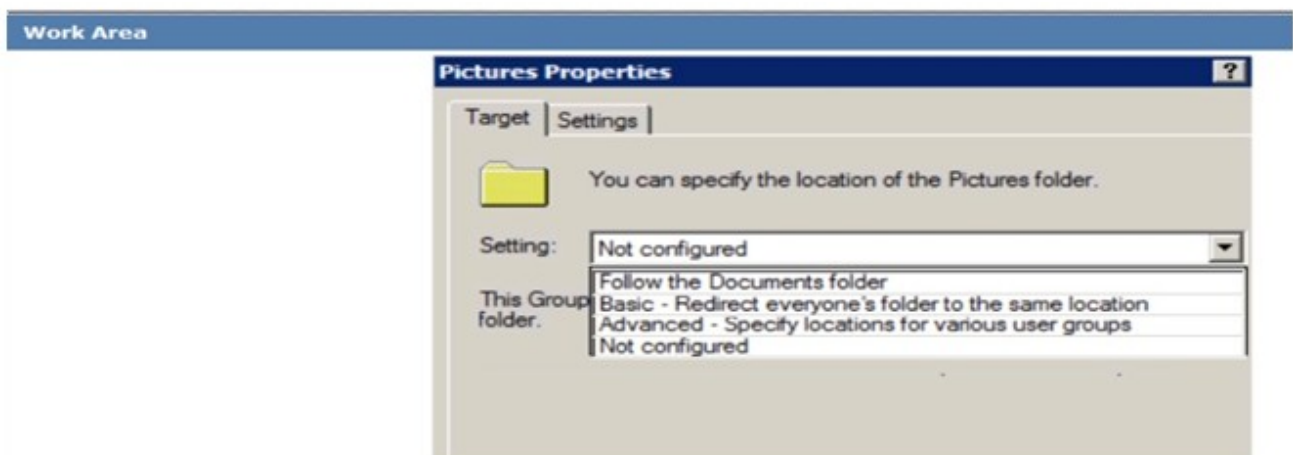 Work Area
Pictures Properties
?
Target
Settings
You can specify the location of the Pictures folder.
Setting:
Not configured
Follow the Documents folder
This Group
Basic - Redirect everyone's folder to the same location
folder.
Advanced - Specify locations for various user groups
Not configured